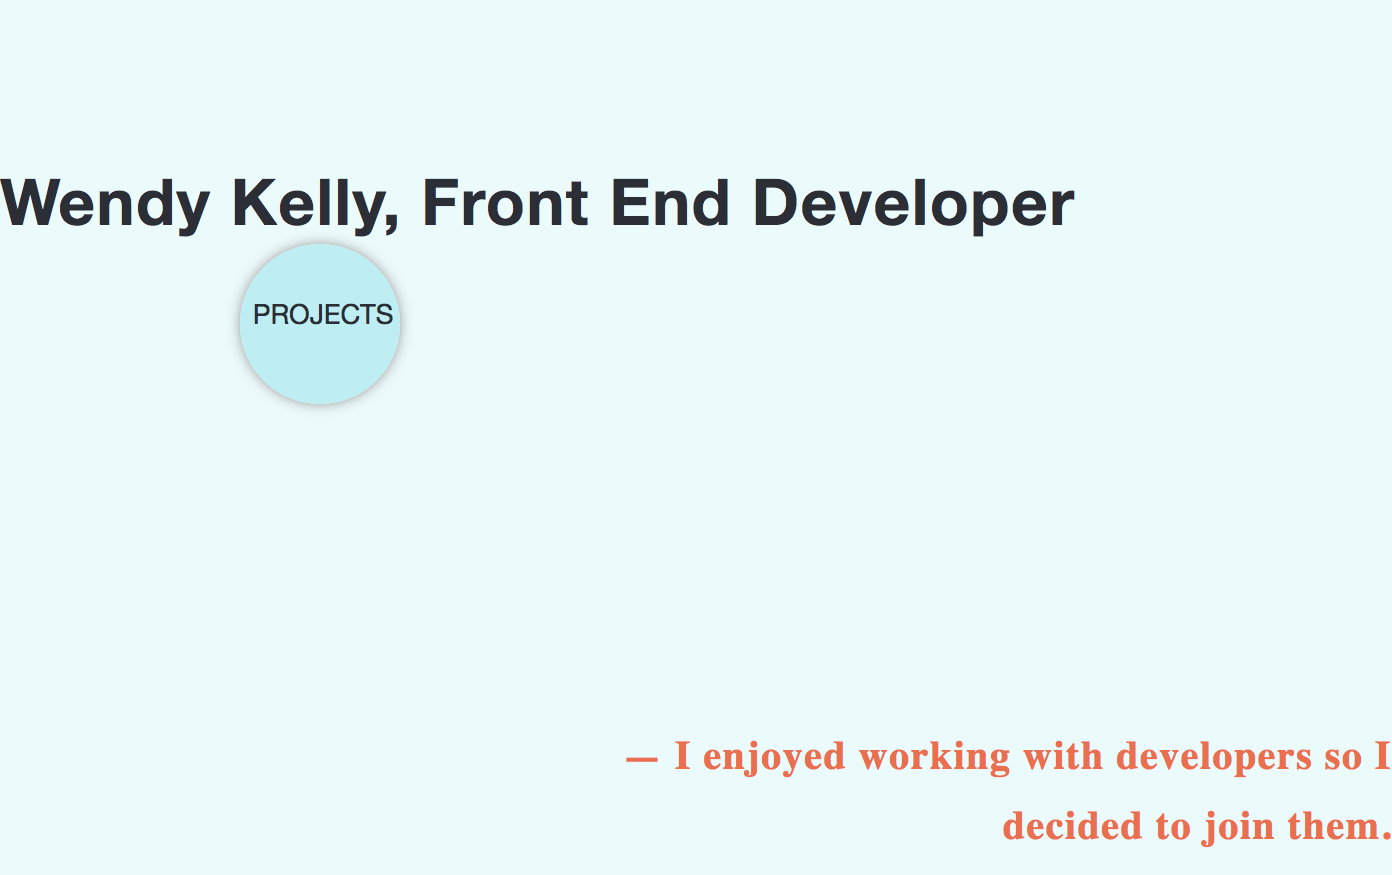 Wendy Kelly, Front End Developer
PROJECTS
— I enjoyed working with developers so I
decided to join them.